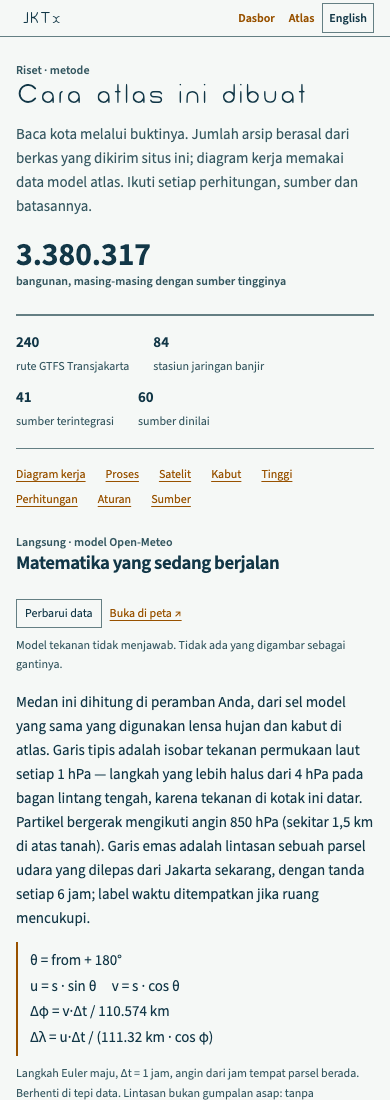 JKTx
Dasbor Atlas English
Riset · metode
Cara atlas ini dibuat
Baca kota melalui buktinya. Jumlah arsip berasal dari
berkas yang dikirim situs ini; diagram kerja memakai
data model atlas. Ikuti setiap perhitungan, sumber dan
batasannya.
3.380.317
bangunan, masing-masing dengan sumber tingginya
240 84
rute GTFS Transjakarta stasiun jaringan banjir
41 60
sumber terintegrasi sumber dinilai
Diagram kerja Proses Satelit Kabut Tinggi
Perhitungan Aturan Sumber
Langsung · model Open-Meteo
Matematika yang sedang berjalan
Perbarui data Buka di peta ↗
Model tekanan tidak menjawab. Tidak ada yang digambar sebagai
gantinya.
Medan ini dihitung di peramban Anda, dari sel model
yang sama yang digunakan lensa hujan dan kabut di
atlas. Garis tipis adalah isobar tekanan permukaan laut
setiap 1 hPa — langkah yang lebih halus dari 4 hPa pada
bagan lintang tengah, karena tekanan di kotak ini datar.
Partikel bergerak mengikuti angin 850 hPa (sekitar 1,5 km
di atas tanah). Garis emas adalah lintasan sebuah parsel
udara yang dilepas dari Jakarta sekarang, dengan tanda
setiap 6 jam; label waktu ditempatkan jika ruang
mencukupi.
θ = from + 180°
u = s · sin θ v = s · cos θ
Δφ = v·Δt / 110.574 km
Δλ = u·Δt / (111.32 km · cos φ)
Langkah Euler maju, Δt = 1 jam, angin dari jam tempat parsel berada.
Berhenti di tepi data. Lintasan bukan gumpalan asap: tanpa